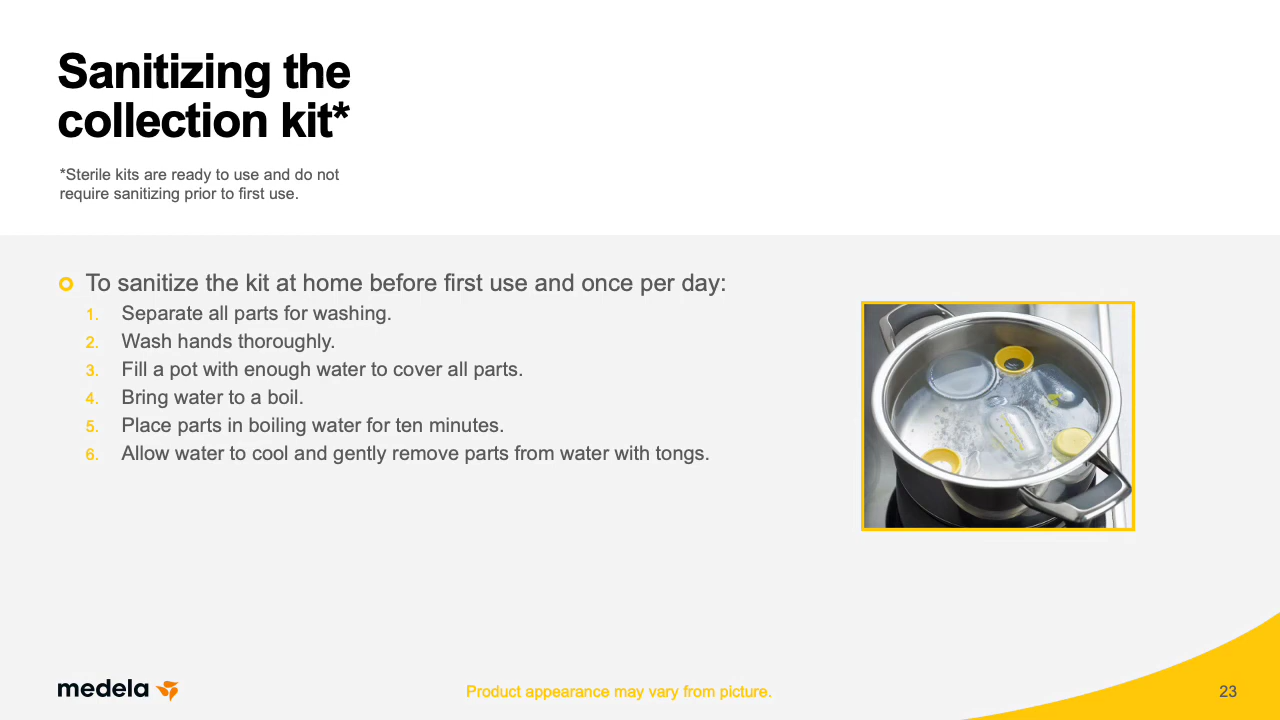 Sanitizing the
collection kit*
*Sterile kits are ready to use and do not
require sanitizing prior to first use.
To sanitize the kit at home before first use and once per day:
1. Separate all parts for washing.
2. Wash hands thoroughly.
3. Fill a pot with enough water to cover all parts.
4. Bring water to a boil.
5. Place parts in boiling water for ten minutes.
6. Allow water to cool and gently remove parts from water with tongs.
medela
Product appearance may vary from picture.
23